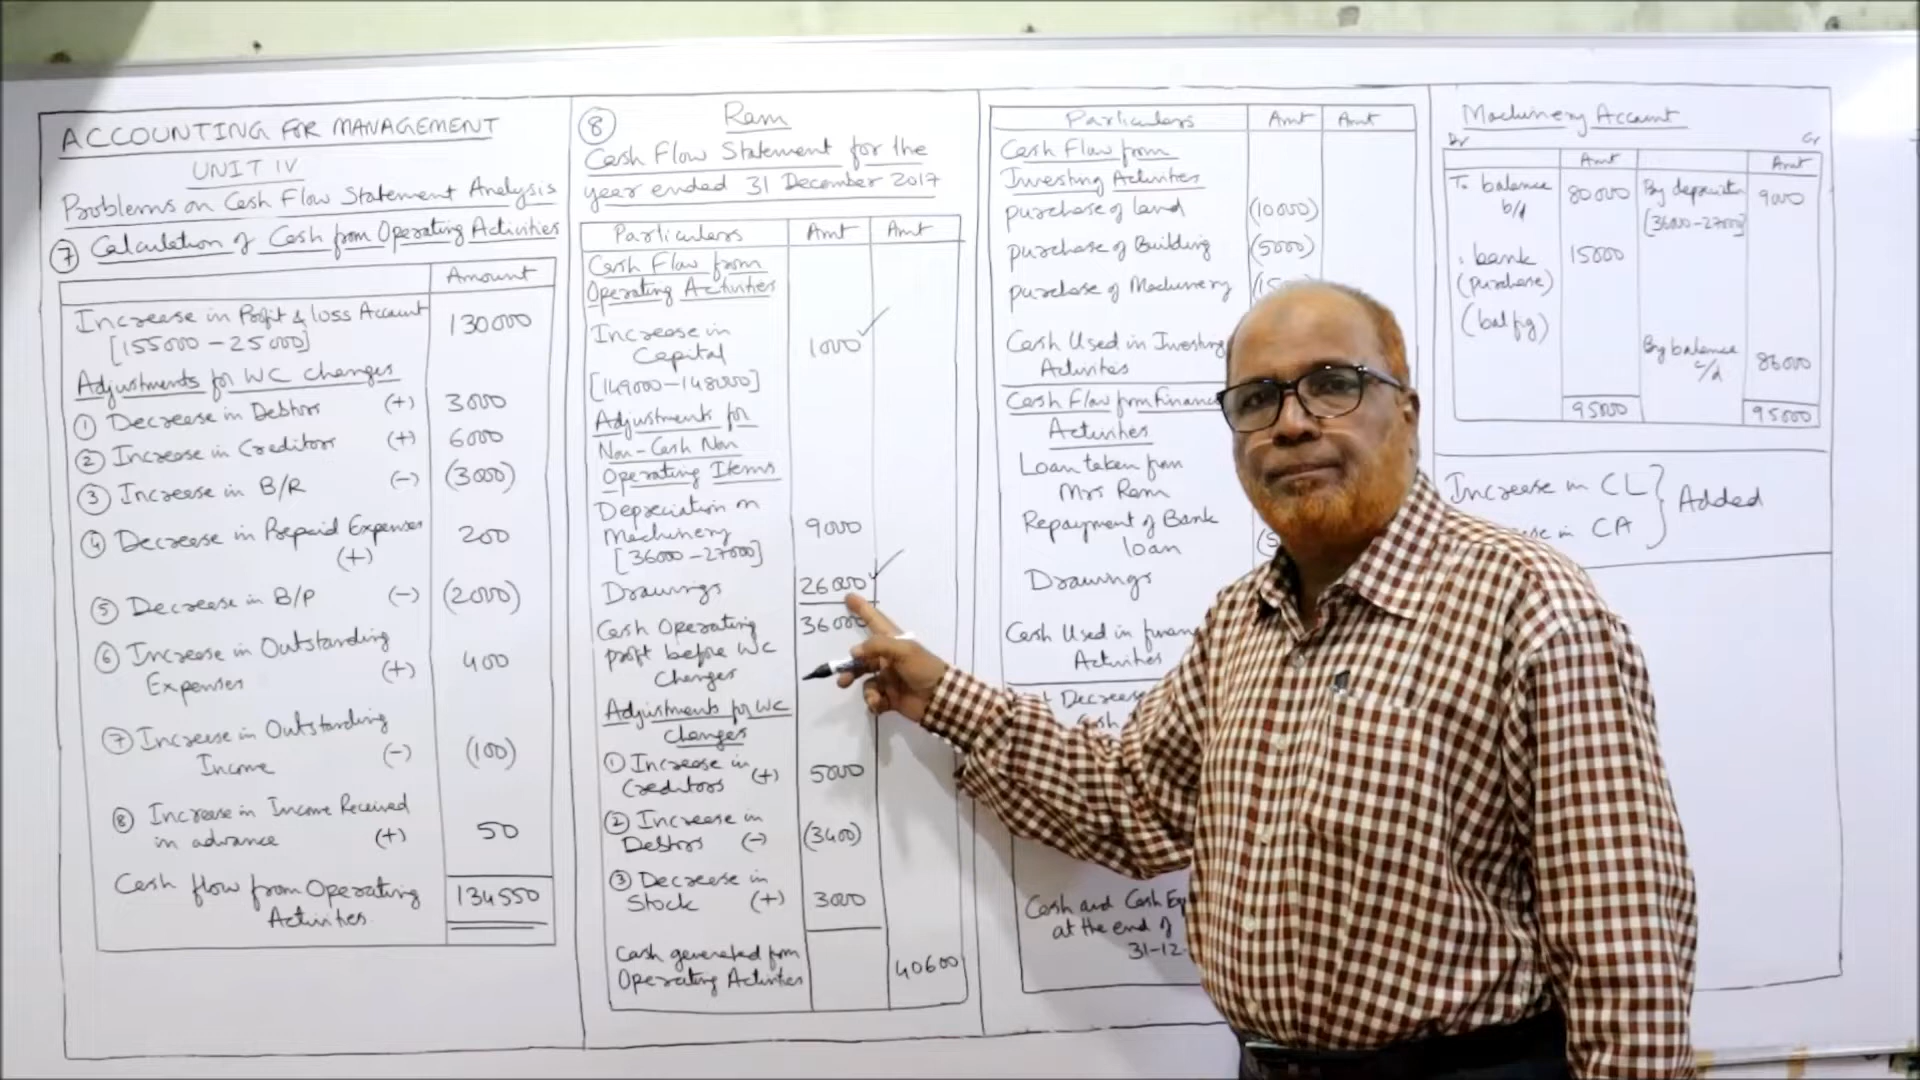 ACCOUNTING FOR MANAGEMENT
UNIT IV
Problems on Cash Flow Statement Analysis
⑦ Calculation of Cash from Operating Activities
Amount
Increase in Profit & loss Account 130000
[155000 - 25000]
Adjustments for WC Changes
① Decrease in Debtors (+) 3000
② Increase in Creditors (+) 6000
③ Increase in B/R (-) (3000)
④ Decrease in Prepaid Expenses 200
(+)
⑤ Decrease in B/P (-) (2000)
⑥ Increase in Outstanding
Expenses (+) 400
⑦ Increase in Outstanding
Income (-) (100)
⑧ Increase in Income Received
in advance (+) 50
Cash flow from Operating 134550
Activities.
⑧ Ram
Cash Flow Statement for the
year ended 31 December 2017
Particulars Amt Amt
Cash Flow from
Operating Activities
Increase in
Capital 1000
[149000-148000]
Adjustments for
Non-Cash Non
Operating Items
Depreciation on
Machinery 9000
[36000-27000]
Drawings 26000
Cash Operating 36000
profit before WC
Changes
Adjustments for WC
changes
① Increase in
Creditors (+) 5000
② Increase in
Debtors (-) (3400)
③ Decrease in
Stock (+) 3000
Cash generated from
Operating Activities 40600
Particulars Amt Amt
Cash Flow from
Investing Activities
purchase of land (10000)
purchase of Building (5000)
purchase of Machinery (15
Cash Used in Investing
Activities
Cash Flow from Finance
Activities
Loan taken from
Mrs Ram
Repayment of Bank
loan (5
Drawings
Cash Used in finan
Activities
Decrease
Cash and Cash Eq
at the end of
31-12-
Machinery Account
Dr Cr
Amt Amt
To balance 80000 By depreciatn 9000
b/d [36000-27000]
" bank 15000
(purchase)
(bal fig)
By balance 86000
c/d
95000 95000
Increase in CL
ase in CA } Added